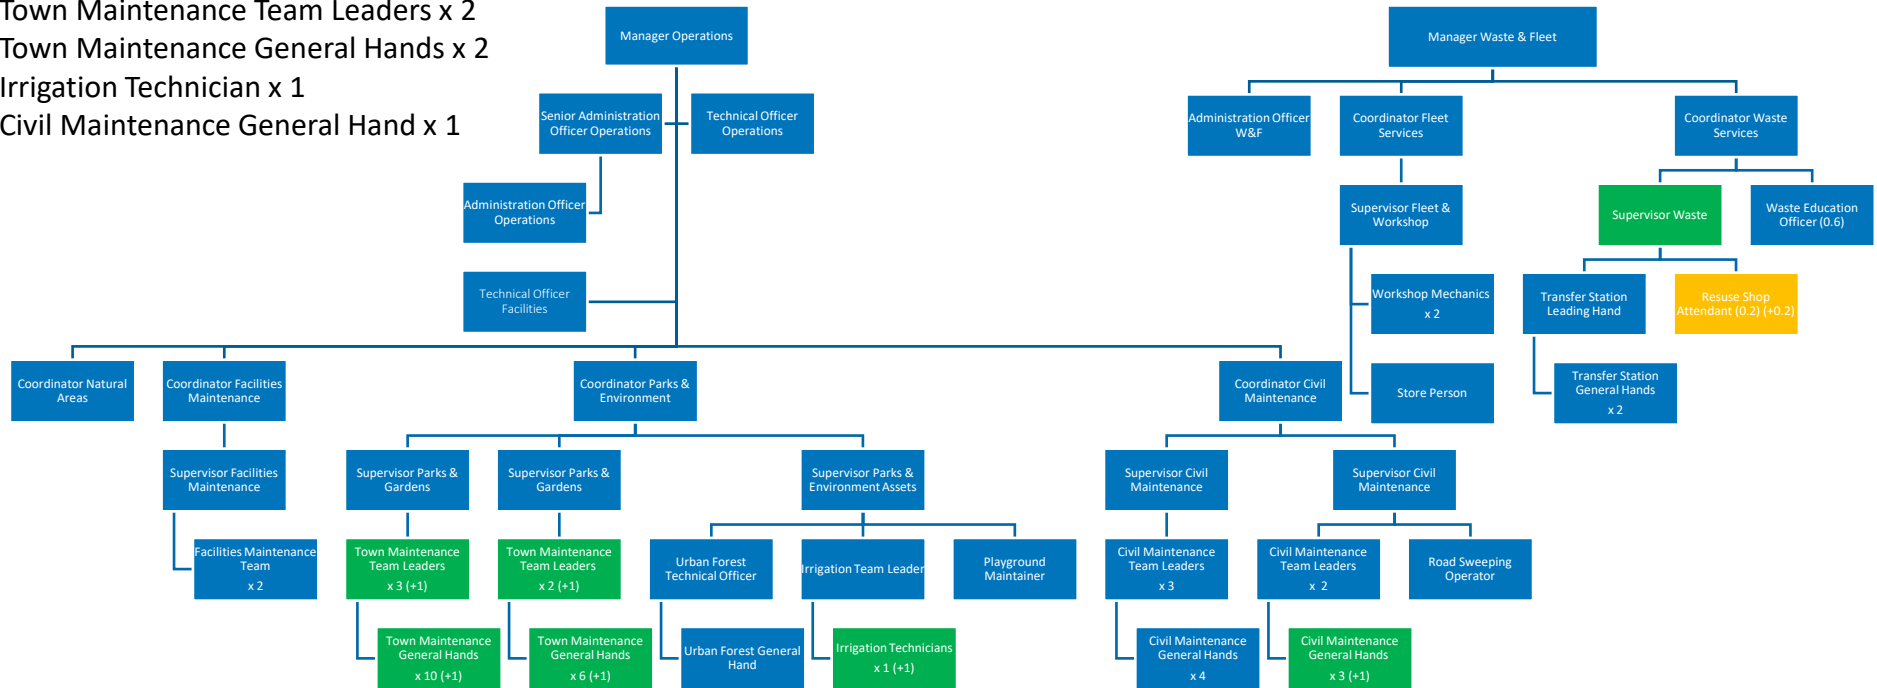 Town Maintenance Team Leaders x 2
Town Maintenance General Hands x 2
Irrigation Technician x 1
Civil Maintenance General Hand x 1
Manager Operations
Manager Waste & Fleet
Senior Administration
Officer Operations
Technical Officer
Operations
Administration Officer
W&F
Coordinator Fleet
Services
Coordinator Waste
Services
Administration Officer
Operations
Supervisor Fleet &
Workshop
Supervisor Waste
Waste Education
Officer (0.6)
Technical Officer
Facilities
Workshop Mechanics
x 2
Transfer Station
Leading Hand
Resuse Shop
Attendant (0.2) (+0.2)
Coordinator Natural
Areas
Coordinator Facilities
Maintenance
Coordinator Parks &
Environment
Coordinator Civil
Maintenance
Store Person
Transfer Station
General Hands
x 2
Supervisor Facilities
Maintenance
Supervisor Parks &
Gardens
Supervisor Parks &
Gardens
Supervisor Parks &
Environment Assets
Supervisor Civil
Maintenance
Supervisor Civil
Maintenance
Facilities Maintenance
Team
x 2
Town Maintenance
Team Leaders
x 3 (+1)
Town Maintenance
Team Leaders
x 2 (+1)
Urban Forest
Technical Officer
Irrigation Team Leader
Playground
Maintainer
Civil Maintenance
Team Leaders
x 3
Civil Maintenance
Team Leaders
x 2
Road Sweeping
Operator
Town Maintenance
General Hands
x 10 (+1)
Town Maintenance
General Hands
x 6 (+1)
Urban Forest General
Hand
Irrigation Technicians
x 1 (+1)
Civil Maintenance
General Hands
x 4
Civil Maintenance
General Hands
x 3 (+1)